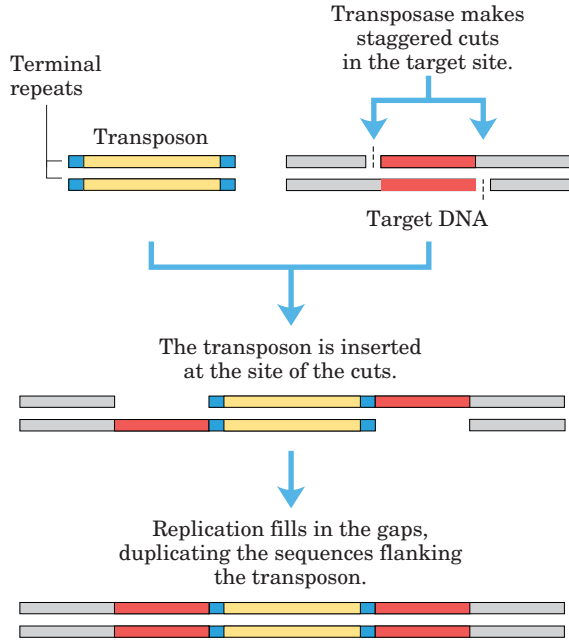 Transposase makes
staggered cuts
in the target site.
Terminal
repeats
Transposon
Target DNA
The transposon is inserted
at the site of the cuts.
Replication fills in the gaps,
duplicating the sequences flanking
the transposon.